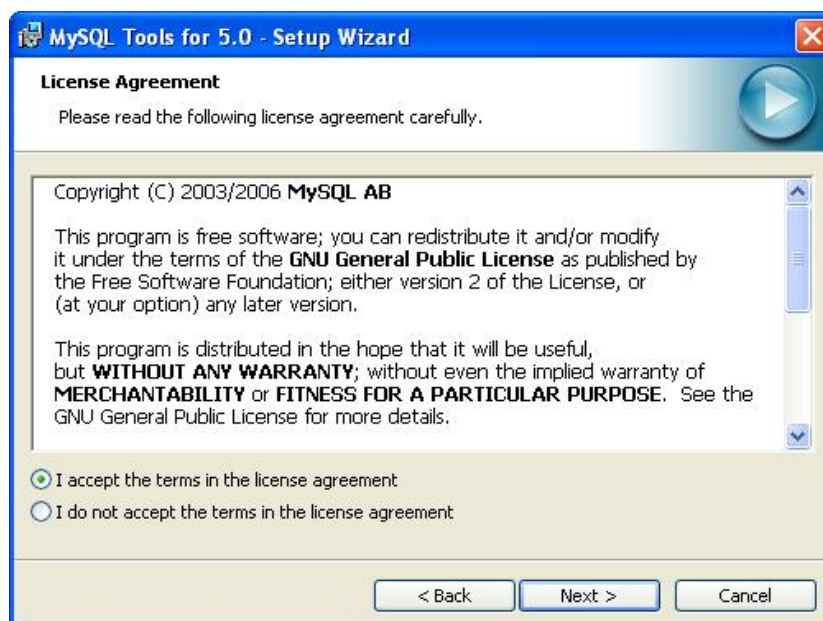 MySQL Tools for 5.0 - Setup Wizard
License Agreement
Please read the following license agreement carefully.
Copyright (C) 2003/2006 MySQL AB
This program is free software; you can redistribute it and/or modify
it under the terms of the GNU General Public License as published by
the Free Software Foundation; either version 2 of the License, or
(at your option) any later version.
This program is distributed in the hope that it will be useful,
but WITHOUT ANY WARRANTY; without even the implied warranty of
MERCHANTABILITY or FITNESS FOR A PARTICULAR PURPOSE.  See the
GNU General Public License for more details.
I accept the terms in the license agreement
I do not accept the terms in the license agreement
< Back Next > Cancel